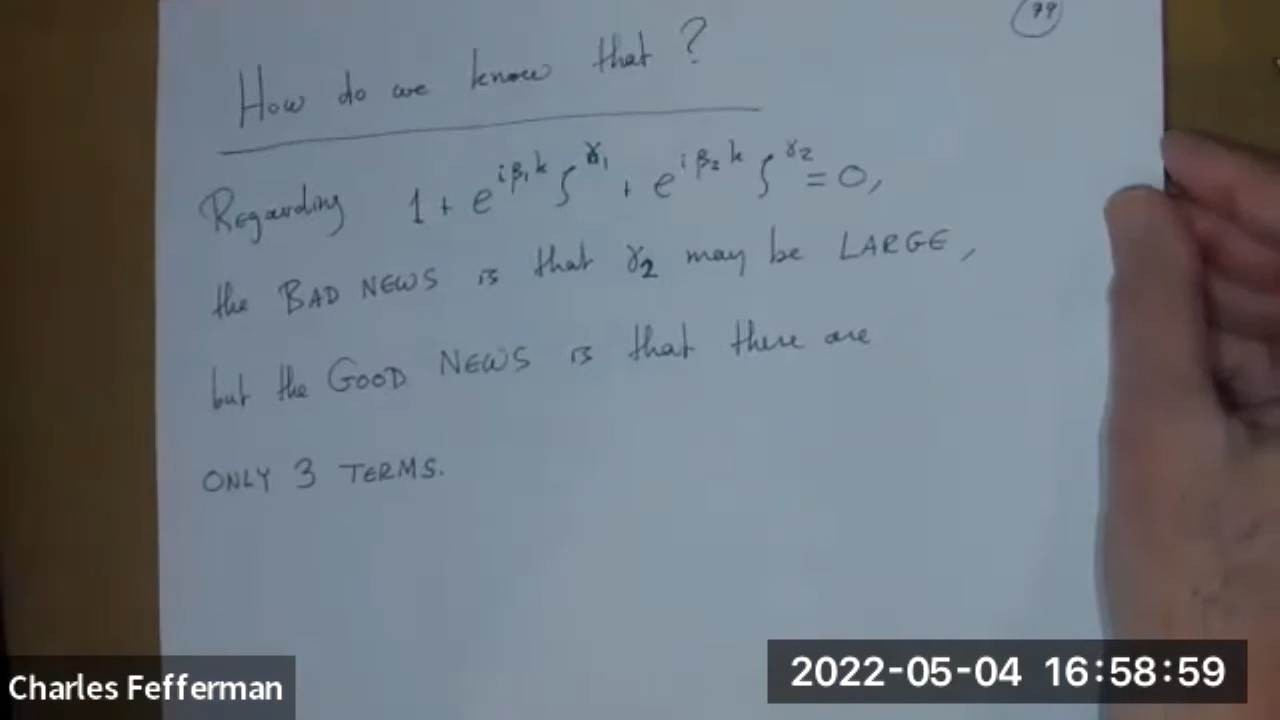 79
How do we know that ?
Regarding 1 + e^{iβ₁k} ζ^{γ₁} + e^{iβ₂k} ζ^{γ₂} = 0,
the BAD NEWS is that γ₂ may be LARGE,
but the GOOD NEWS is that there are
ONLY 3 TERMS.
Charles Fefferman
2022-05-04 16:58:59